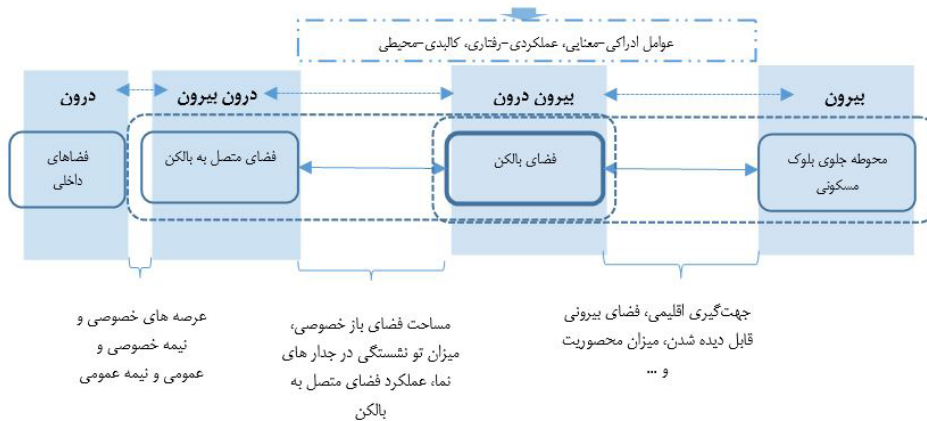 عوامل ادراکی-معنایی، عملکردی-رفتاری، کالبدی-محیطی
بیرون
بیرون درون
درون بیرون
درون
محوطه جلوی بلوک
مسکونی
فضای بالکن
فضای متصل به بالکن
فضاهای
داخلی
جهت‌گیری اقلیمی، فضای بیرونی
قابل دیده شدن، میزان محصوریت
و ...
مساحت فضای باز خصوصی،
میزان تو نشستگی در جدار های
نما، عملکرد فضای متصل به
بالکن
عرصه های خصوصی و
نیمه خصوصی و
عمومی و نیمه عمومی